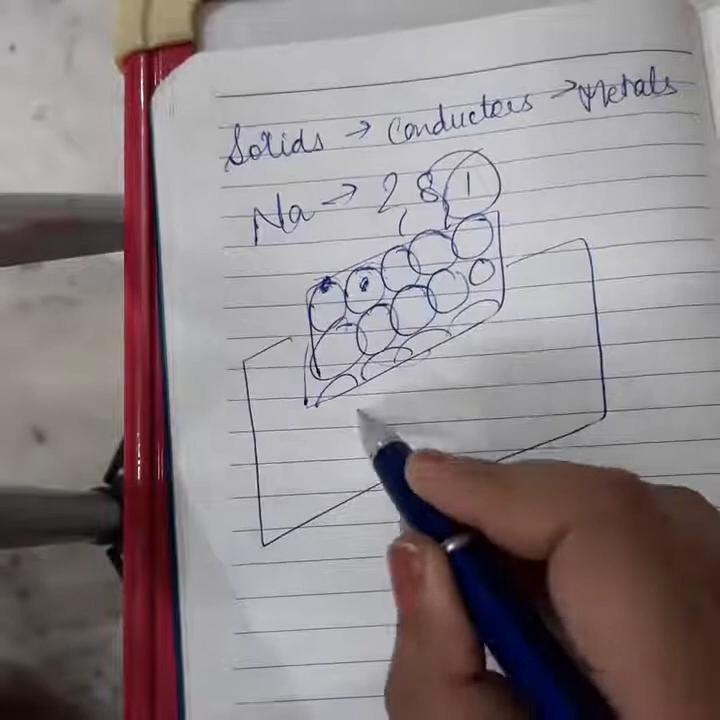 Solids → Conductors → Metals
Na → 2 8 1